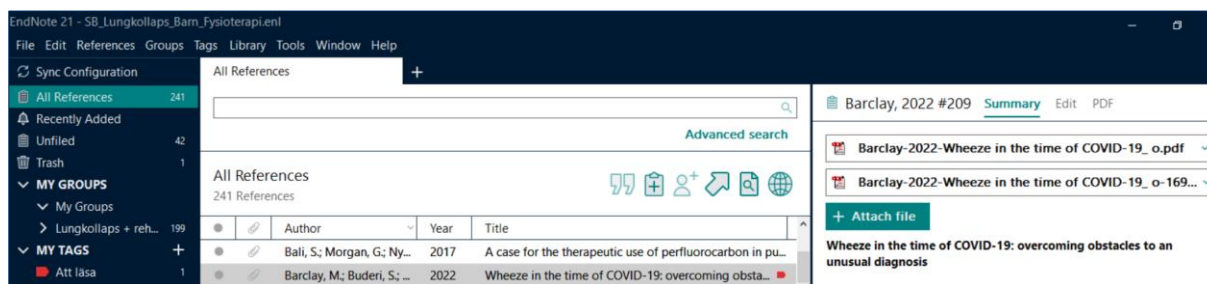 EndNote 21 - SB_Lungkollaps_Barn_Fysioterapi.enl
File Edit References Groups Tags Library Tools Window Help
Sync Configuration
All References 241
Recently Added
Unfiled 42
Trash 1
MY GROUPS
My Groups
Lungkollaps + reh... 199
MY TAGS +
Att läsa 1
All References +
Advanced search
All References
241 References
Author Year Title
Bali, S.; Morgan, G.; Ny... 2017 A case for the therapeutic use of perfluorocarbon in pu...
Barclay, M.; Buderi, S.; ... 2022 Wheeze in the time of COVID-19: overcoming obsta...
Barclay, 2022 #209 Summary Edit PDF
Barclay-2022-Wheeze in the time of COVID-19_ o.pdf
Barclay-2022-Wheeze in the time of COVID-19_ o-169...
+ Attach file
Wheeze in the time of COVID-19: overcoming obstacles to an
unusual diagnosis